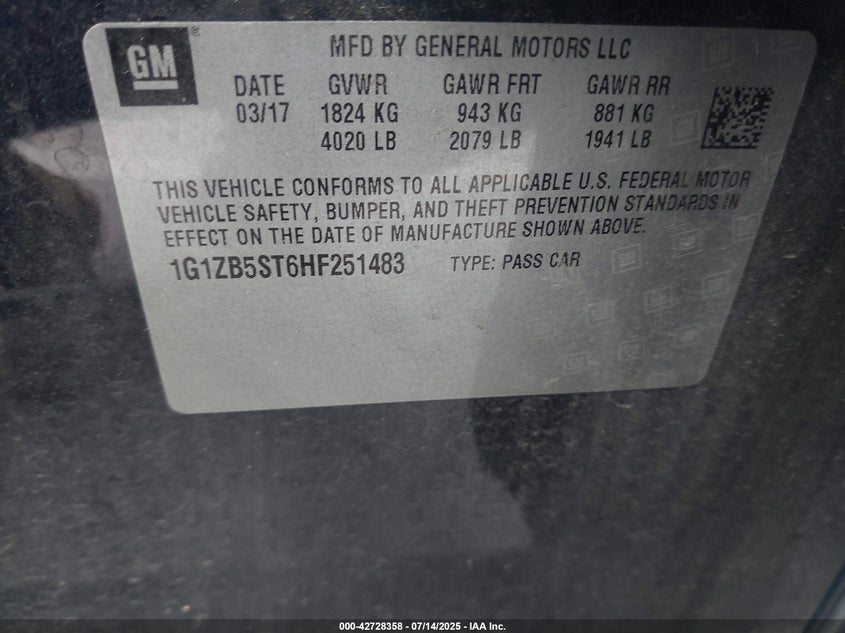 GM
®
MFD BY GENERAL MOTORS LLC
DATE GVWR GAWR FRT GAWR RR
03/17 1824 KG 943 KG 881 KG
4020 LB 2079 LB 1941 LB
THIS VEHICLE CONFORMS TO ALL APPLICABLE U.S. FEDERAL MOTOR
VEHICLE SAFETY, BUMPER, AND THEFT PREVENTION STANDARDS IN
EFFECT ON THE DATE OF MANUFACTURE SHOWN ABOVE.
1G1ZB5ST6HF251483 TYPE: PASS CAR
000-42728358 - 07/14/2025 - IAA Inc.